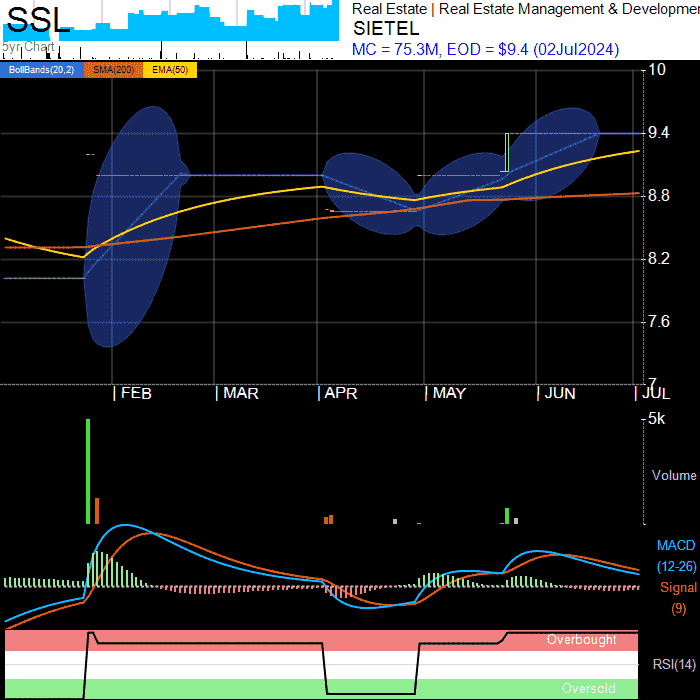 SSL
Real Estate | Real Estate Management & Developmen
SIETEL
5yr Chart
MC = 75.3M, EOD = $9.4 (02Jul2024)
BollBands(20,2) SMA(200) EMA(50)
10
9.4
8.8
8.2
7.6
7
FEB MAR APR MAY JUN JUL
5k
Volume
MACD
(12-26)
Signal
(9)
Overbought
RSI(14)
Oversold